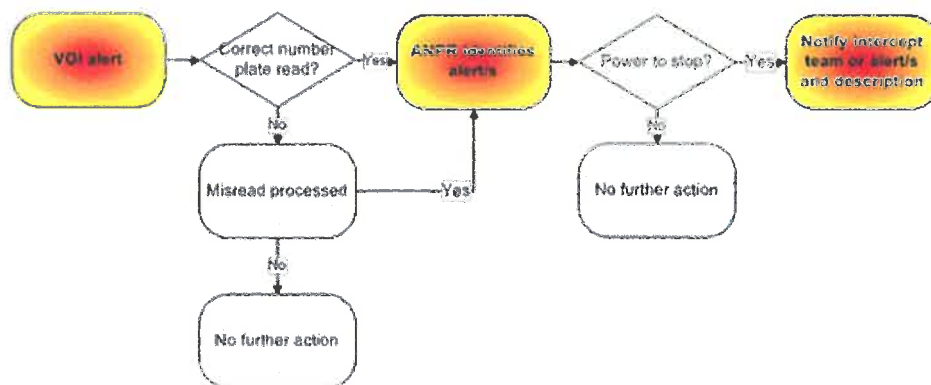 VOI alert
Correct number
plate read?
Yes
ANPR identifies
alert/s
Power to stop?
Yes
Notify intercept
team of alert/s
and description
No
Misread processed
Yes
No
No further action
No
No further action